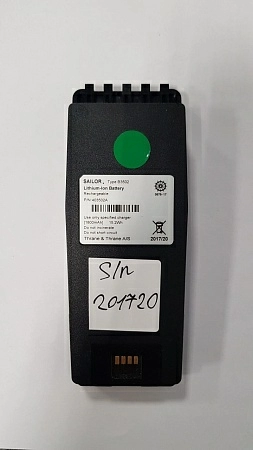 SAILOR, Type B3502
Lithium-Ion Battery
Rechargeable
P/N 403502A
Use only specified charger
Do not incinerate
Do not short circuit
2017/20
Thrane & Thrane A/S
S/n
201720